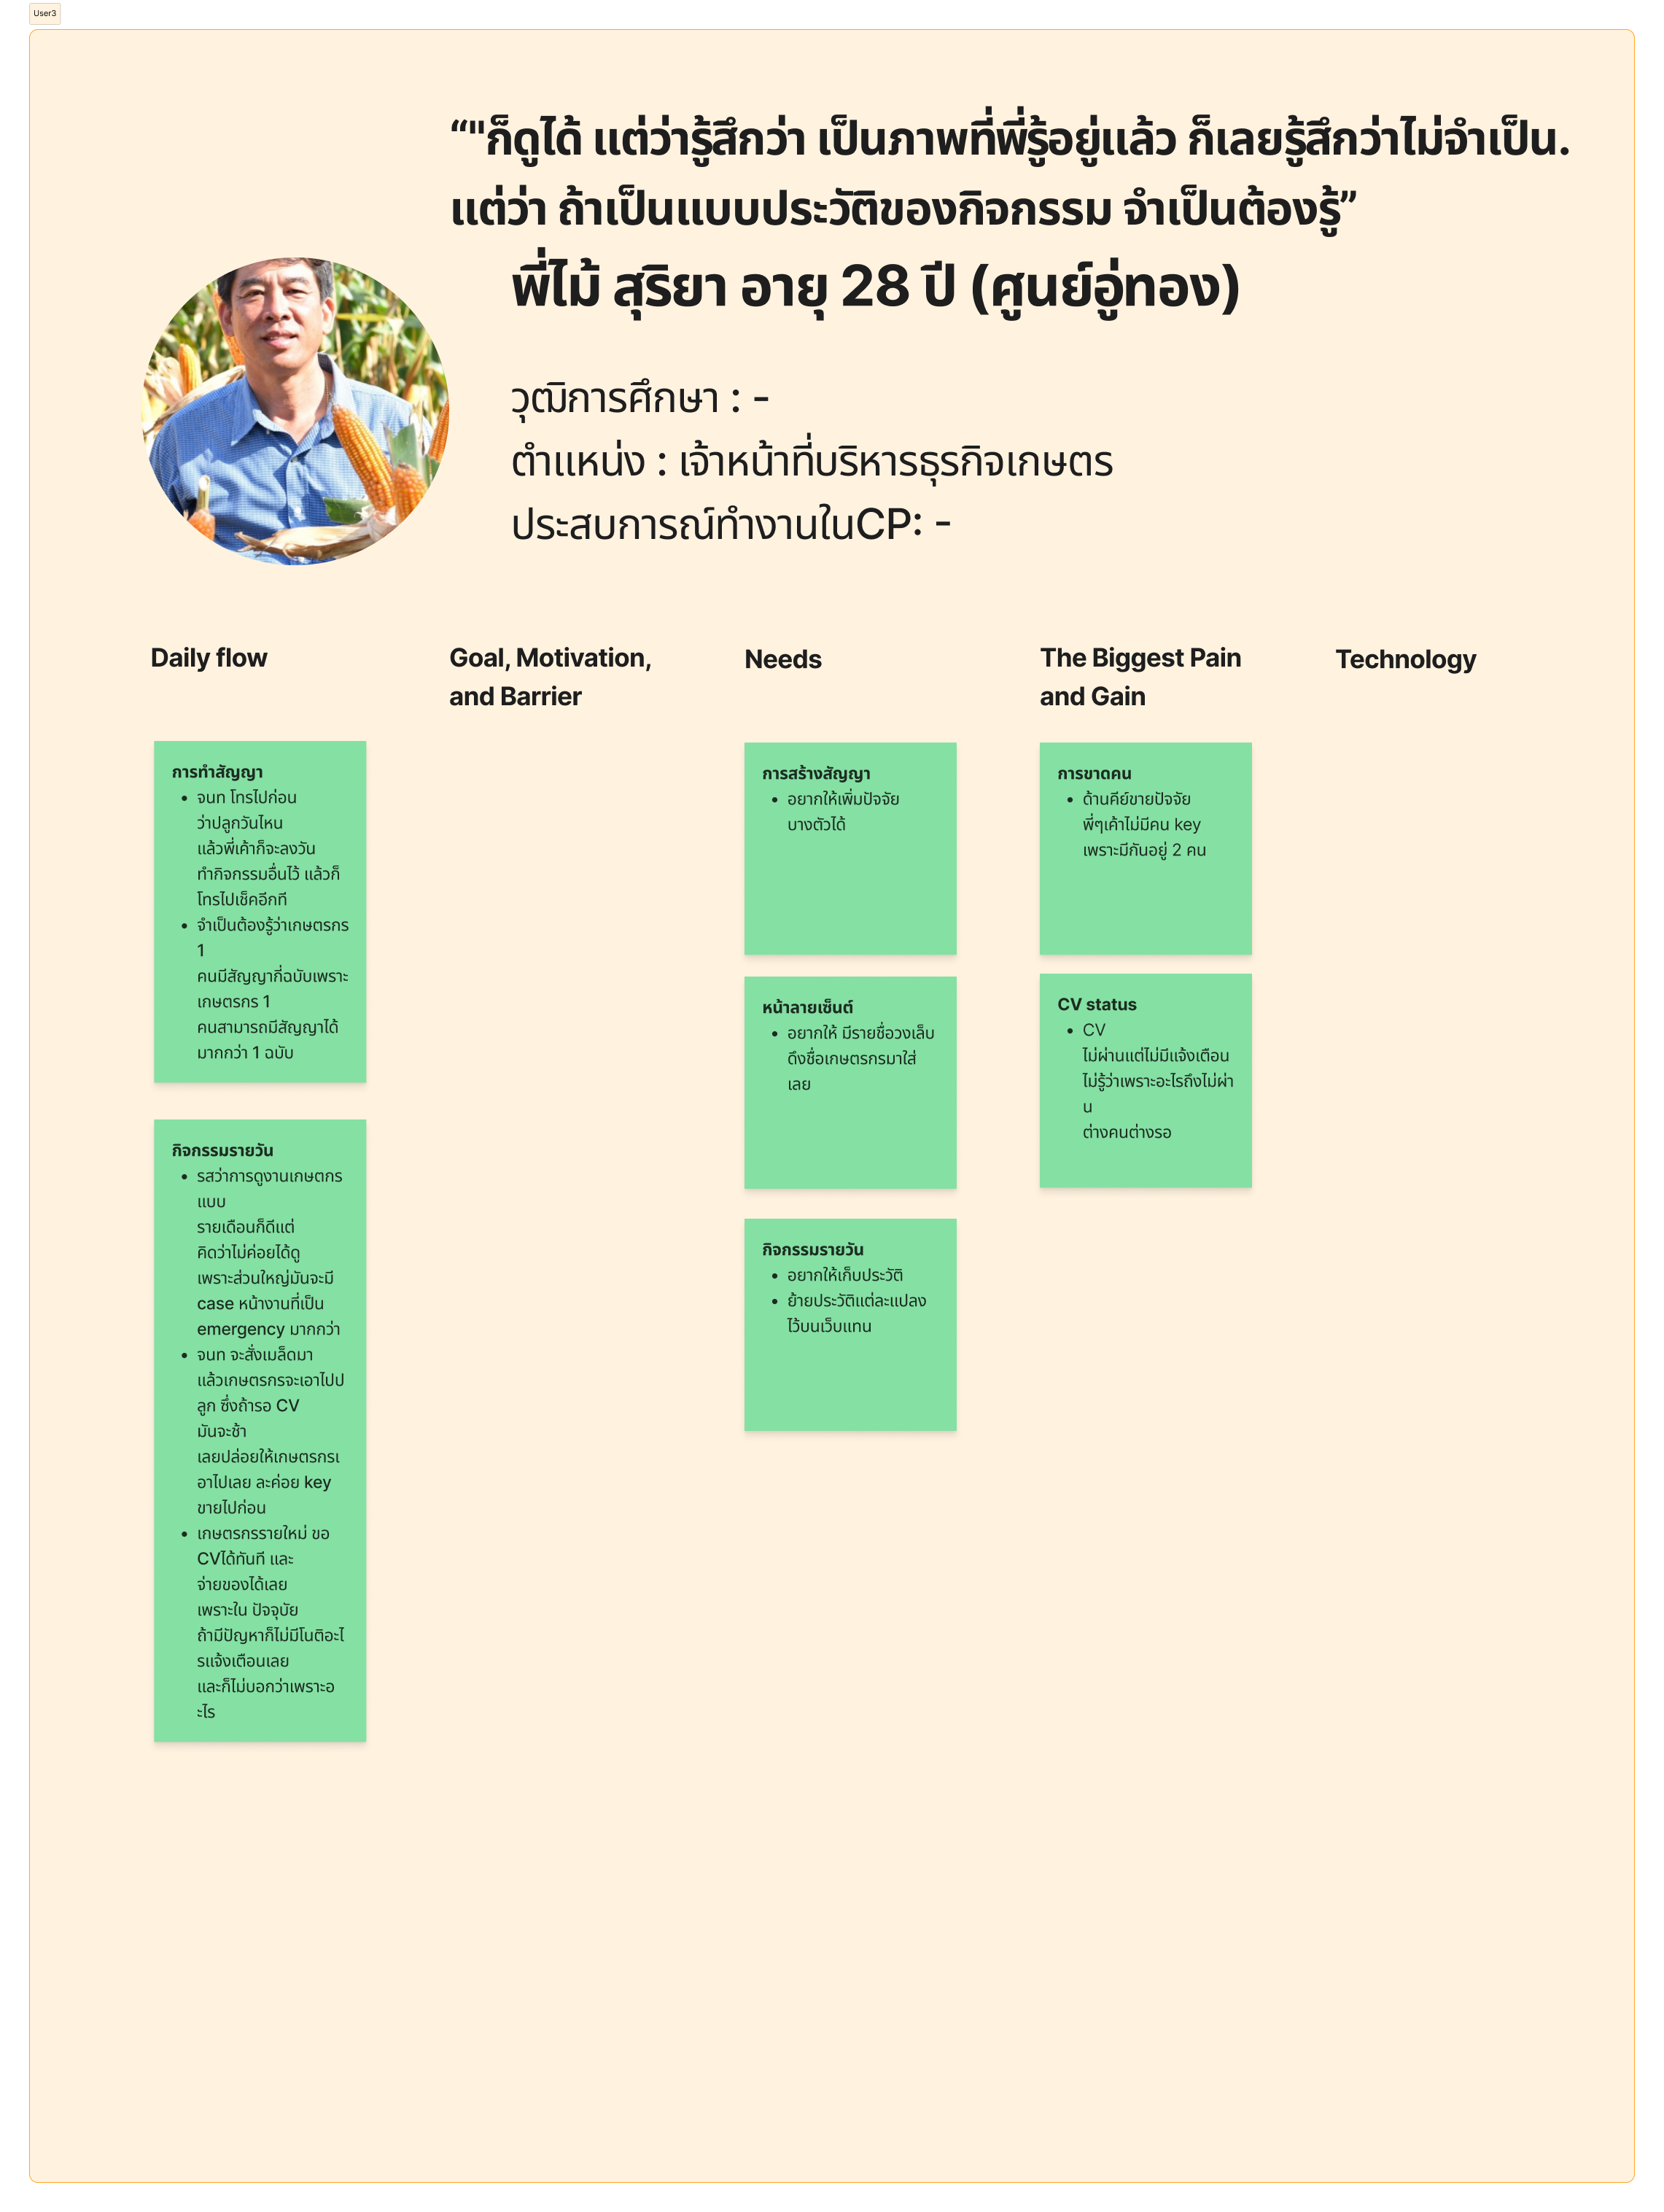 User3
“"ก็ดูได้ แต่ว่ารู้สึกว่า เป็นภาพที่พี่รู้อยู่แล้ว ก็เลยรู้สึกว่าไม่จำเป็น.
แต่ว่า ถ้าเป็นแบบประวัติของกิจกรรม จำเป็นต้องรู้”
พี่ไม้ สุริยา อายุ 28 ปี (ศูนย์อู่ทอง)
วุฒิการศึกษา : -
ตำแหน่ง : เจ้าหน้าที่บริหารธุรกิจเกษตร
ประสบการณ์ทำงานในCP: -
Daily flow
การทำสัญญา
• จนท โทรไปก่อน
ว่าปลูกวันไหน
แล้วพี่เค้าก็จะลงวัน
ทำกิจกรรมอื่นไว้ แล้วก็
โทรไปเช็คอีกที
• จำเป็นต้องรู้ว่าเกษตรกร
1
คนมีสัญญากี่ฉบับเพราะ
เกษตรกร 1
คนสามารถมีสัญญาได้
มากกว่า 1 ฉบับ
กิจกรรมรายวัน
• รสว่าการดูงานเกษตกร
แบบ
รายเดือนก็ดีแต่
คิดว่าไม่ค่อยได้ดู
เพราะส่วนใหญ่มันจะมี
case หน้างานที่เป็น
emergency มากกว่า
• จนท จะสั่งเมล็ดมา
แล้วเกษตรกรจะเอาไปป
ลูก ซึ่งถ้ารอ CV
มันจะช้า
เลยปล่อยให้เกษตรกรเ
อาไปเลย ละค่อย key
ขายไปก่อน
• เกษตรกรรายใหม่ ขอ
CVได้ทันที และ
จ่ายของได้เลย
เพราะใน ปัจจุบัย
ถ้ามีปัญหาก็ไม่มีโนติอะไ
รแจ้งเตือนเลย
และก็ไม่บอกว่าเพราะอ
ะไร
Goal, Motivation,
and Barrier
Needs
การสร้างสัญญา
• อยากให้เพิ่มปัจจัย
บางตัวได้
หน้าลายเซ็นต์
• อยากให้ มีรายชื่อวงเล็บ
ดึงชื่อเกษตรกรมาใส่
เลย
กิจกรรมรายวัน
• อยากให้เก็บประวัติ
• ย้ายประวัติแต่ละแปลง
ไว้บนเว็บแทน
The Biggest Pain
and Gain
การขาดคน
• ด้านคีย์ขายปัจจัย
พี่ๆเค้าไม่มีคน key
เพราะมีกันอยู่ 2 คน
CV status
• CV
ไม่ผ่านแต่ไม่มีแจ้งเตือน
ไม่รู้ว่าเพราะอะไรถึงไม่ผ่า
น
ต่างคนต่างรอ
Technology